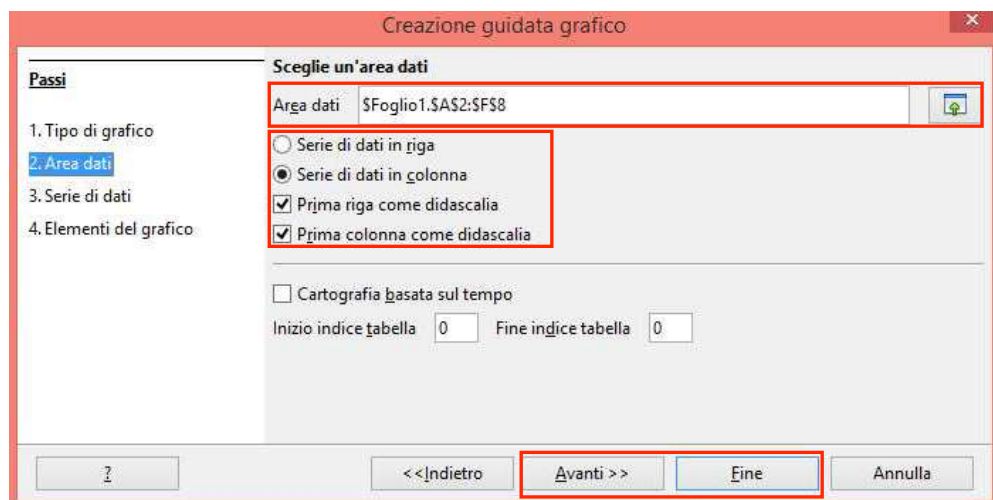 Creazione guidata grafico
Passi
1. Tipo di grafico
2. Area dati
3. Serie di dati
4. Elementi del grafico
Sceglie un'area dati
Area dati $Foglio1.$A$2:$F$8
Serie di dati in riga
Serie di dati in colonna
Prima riga come didascalia
Prima colonna come didascalia
Cartografia basata sul tempo
Inizio indice tabella 0 Fine indice tabella 0
? <<Indietro Avanti >> Fine Annulla